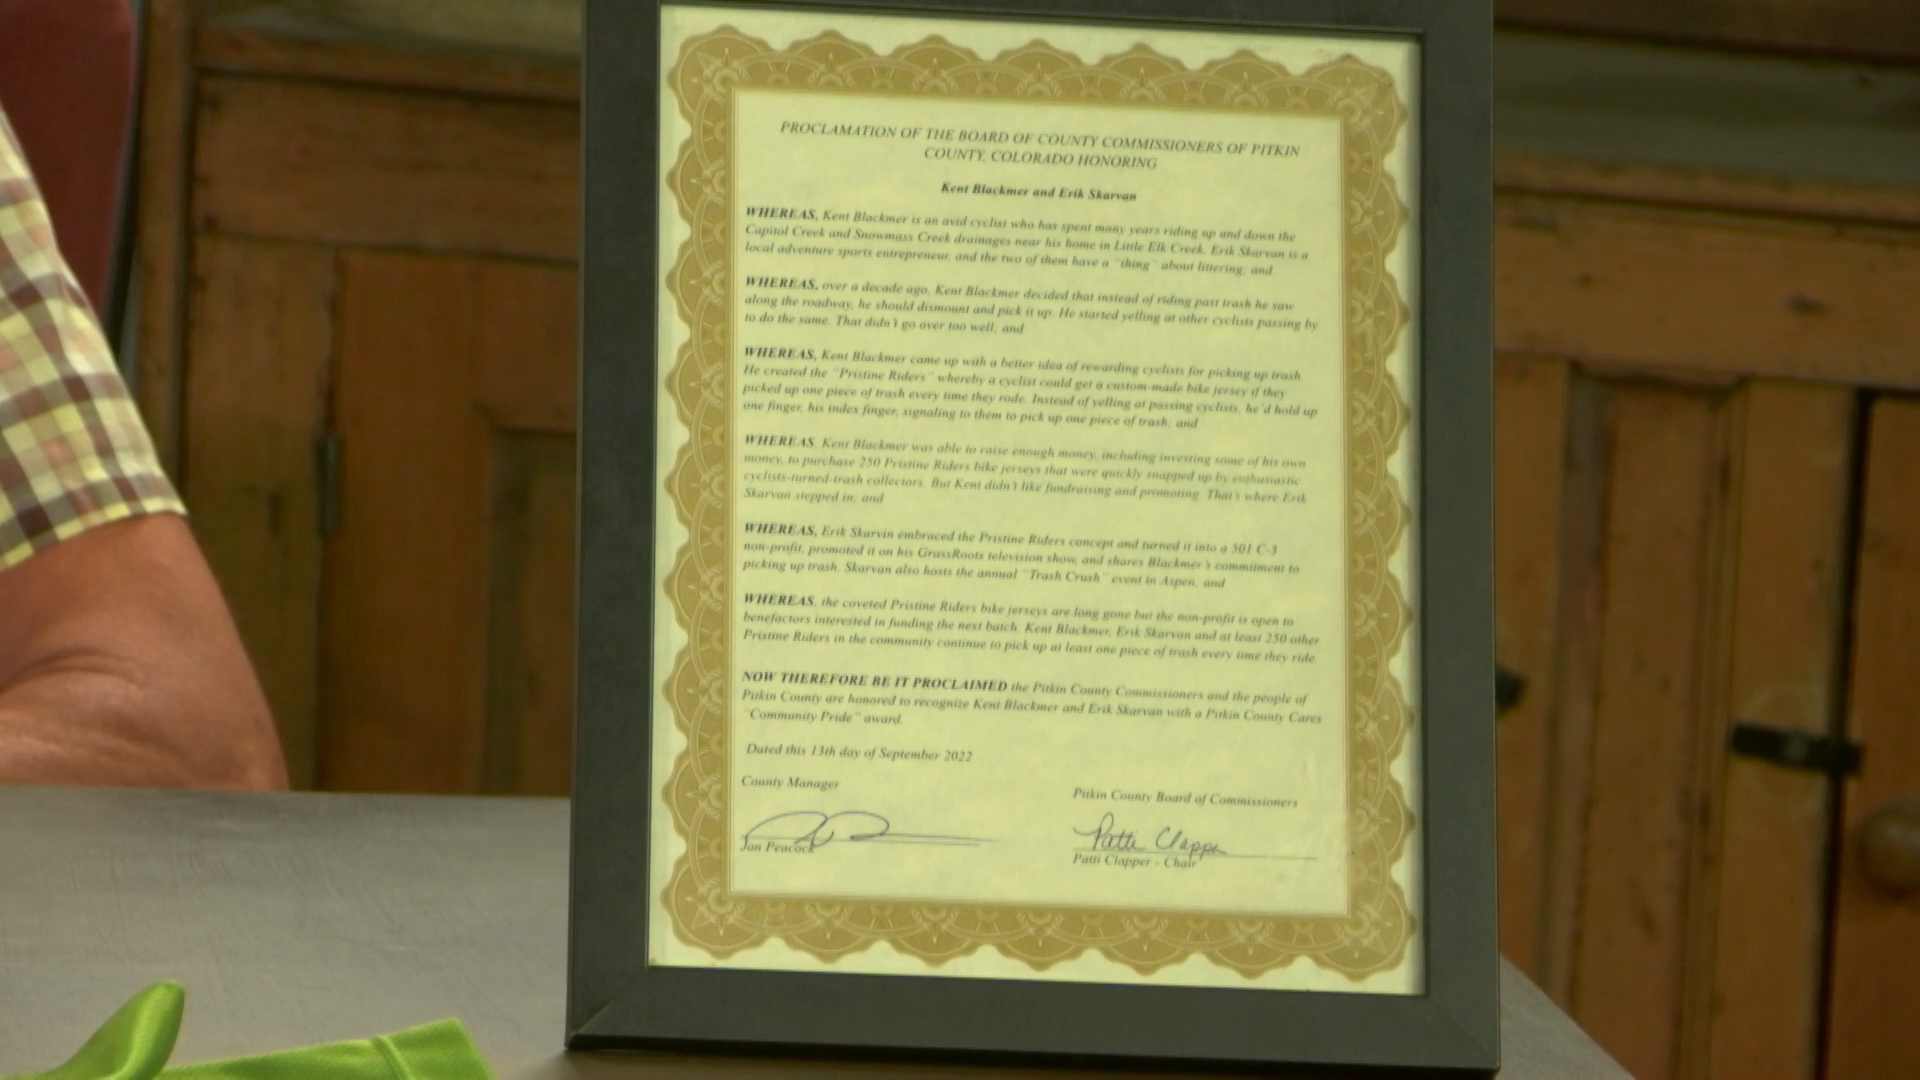 PROCLAMATION OF THE BOARD OF COUNTY COMMISSIONERS OF PITKIN
COUNTY, COLORADO HONORING
Kent Blackmer and Erik Skarvan
WHEREAS, Kent Blackmer is an avid cyclist who has spent many years riding up and down the
Capitol Creek and Snowmass Creek drainages near his home in Little Elk Creek. Erik Skarvan is a
local adventure sports entrepreneur, and the two of them have a "thing" about littering; and
WHEREAS, over a decade ago, Kent Blackmer decided that instead of riding past trash he saw
along the roadway, he should dismount and pick it up. He started yelling at other cyclists passing by
to do the same. That didn't go over too well; and
WHEREAS, Kent Blackmer came up with a better idea of rewarding cyclists for picking up trash.
He created the "Pristine Riders" whereby a cyclist could get a custom-made bike jersey if they
picked up one piece of trash every time they rode. Instead of yelling at passing cyclists, he'd hold up
one finger, his index finger, signaling to them to pick up one piece of trash; and
WHEREAS, Kent Blackmer was able to raise enough money, including investing some of his own
money, to purchase 250 Pristine Riders bike jerseys that were quickly snapped up by enthusiastic
cyclists-turned-trash collectors. But Kent didn't like fundraising and promoting. That's where Erik
Skarvan stepped in; and
WHEREAS, Erik Skarvin embraced the Pristine Riders concept and turned it into a 501 C-3
non-profit, promoted it on his GrassRoots television show, and shares Blackmer's commitment to
picking up trash. Skarvan also hosts the annual "Trash Crush" event in Aspen; and
WHEREAS, the coveted Pristine Riders bike jerseys are long gone but the non-profit is open to
benefactors interested in funding the next batch. Kent Blackmer, Erik Skarvan and at least 250 other
Pristine Riders in the community continue to pick up at least one piece of trash every time they ride.
NOW THEREFORE BE IT PROCLAIMED the Pitkin County Commissioners and the people of
Pitkin County are honored to recognize Kent Blackmer and Erik Skarvan with a Pitkin County Cares
"Community Pride" award.
Dated this 13th day of September 2022
County Manager
Pitkin County Board of Commissioners
Patti Clapper
Jon Peacock
Patti Clapper - Chair